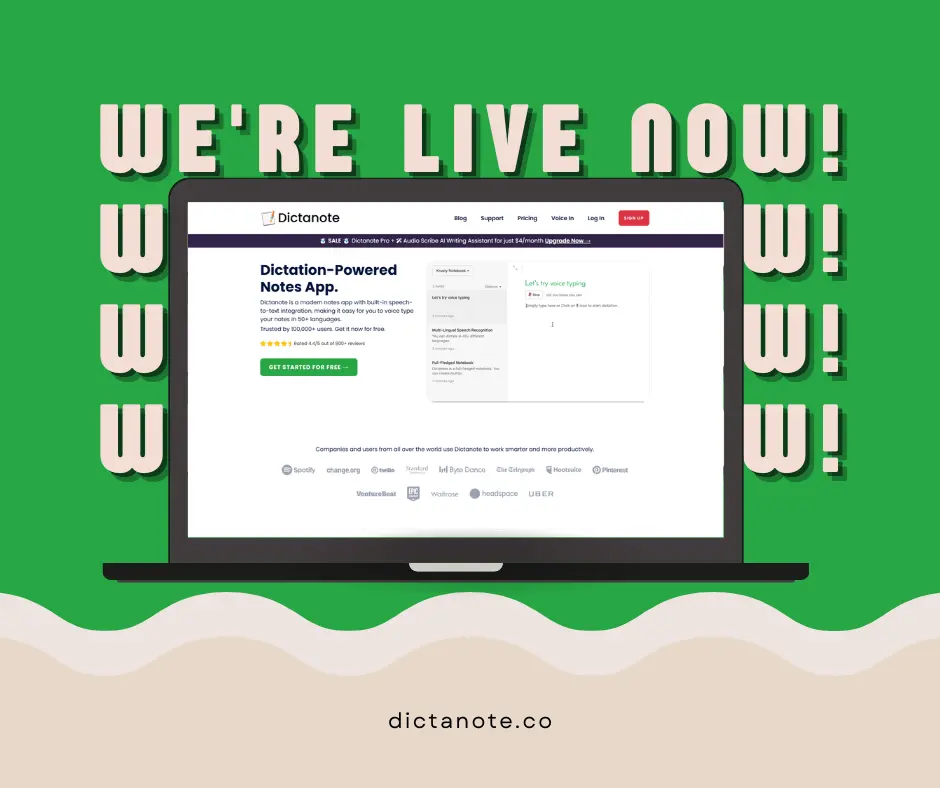 WE'RE LIVE NOW!
W W!
W W!
W W!
Dictanote
Blog Support Pricing Voice In Log In SIGN UP
SALE Dictanote Pro + Audio Scribe AI Writing Assistant for just $4/month Upgrade Now →
Dictation-Powered
Notes App.
Dictanote is a modern notes app with built-in speech-
to-text integration, making it easy for you to voice type
your notes in 50+ languages.
Trusted by 100,000+ users. Get it now for free.
Rated 4.4/5 out of 800+ reviews
GET STARTED FOR FREE →
Let's try voice typing
Multi-Lingual Speech Recognition
Full-Fledged Notebook
Let's try voice typing
Companies and users from all over the world use Dictanote to work smarter and more productively.
Spotify change.org twilio Stanford ByteDance The Telegraph Hootsuite Pinterest
VentureBeat EPIC Waitrose headspace UBER
dictanote.co